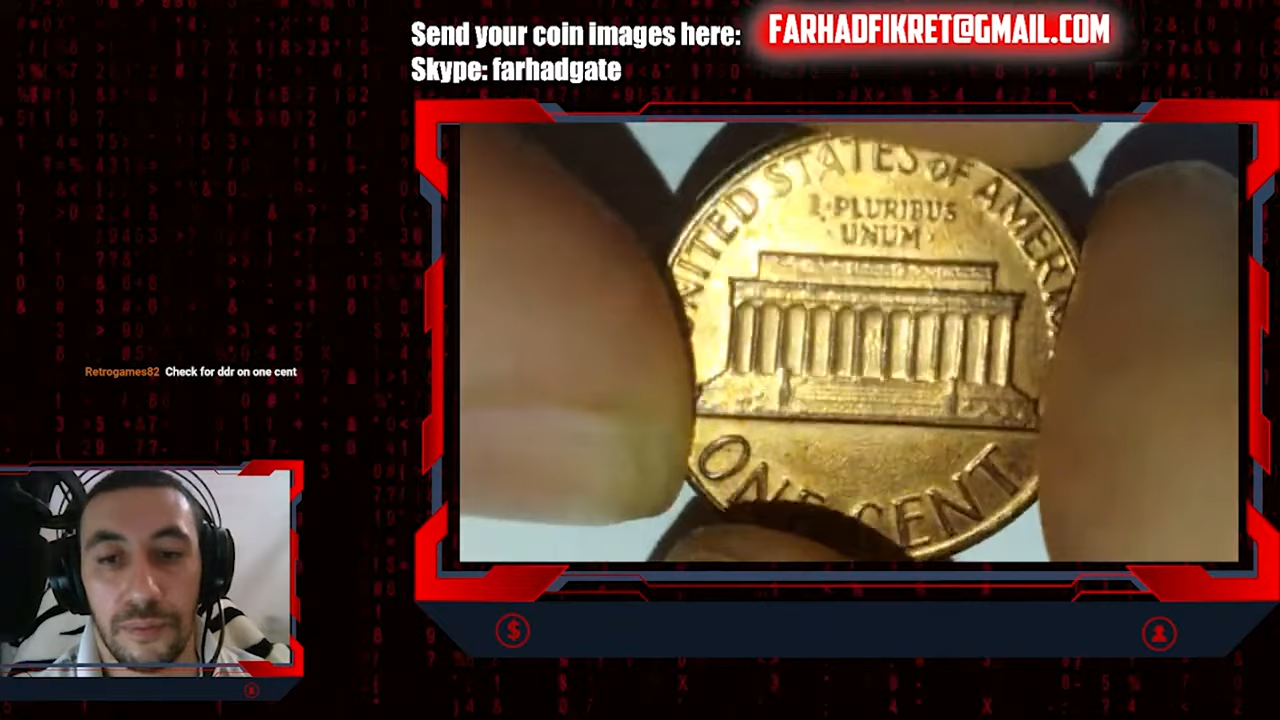 Send your coin images here: FARHADFIKRET@GMAIL.COM
Skype: farhadgate
UNITED STATES OF AMERI
E·PLURIBUS
UNUM
ONE CENT
Retrogames82 Check for ddr on one cent
$